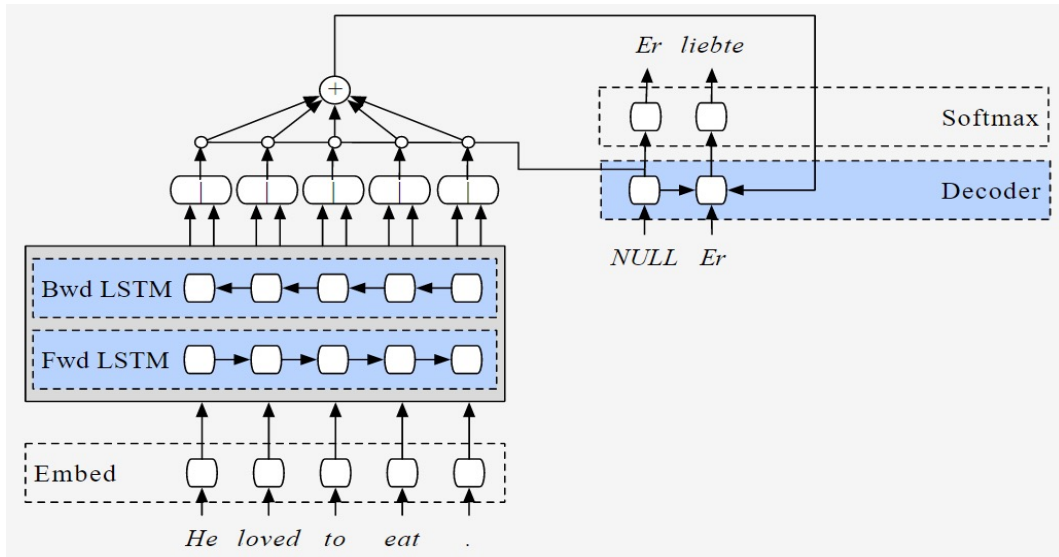 Er liebte
Softmax
Decoder
NULL Er
Bwd LSTM
Fwd LSTM
Embed
He loved to eat .